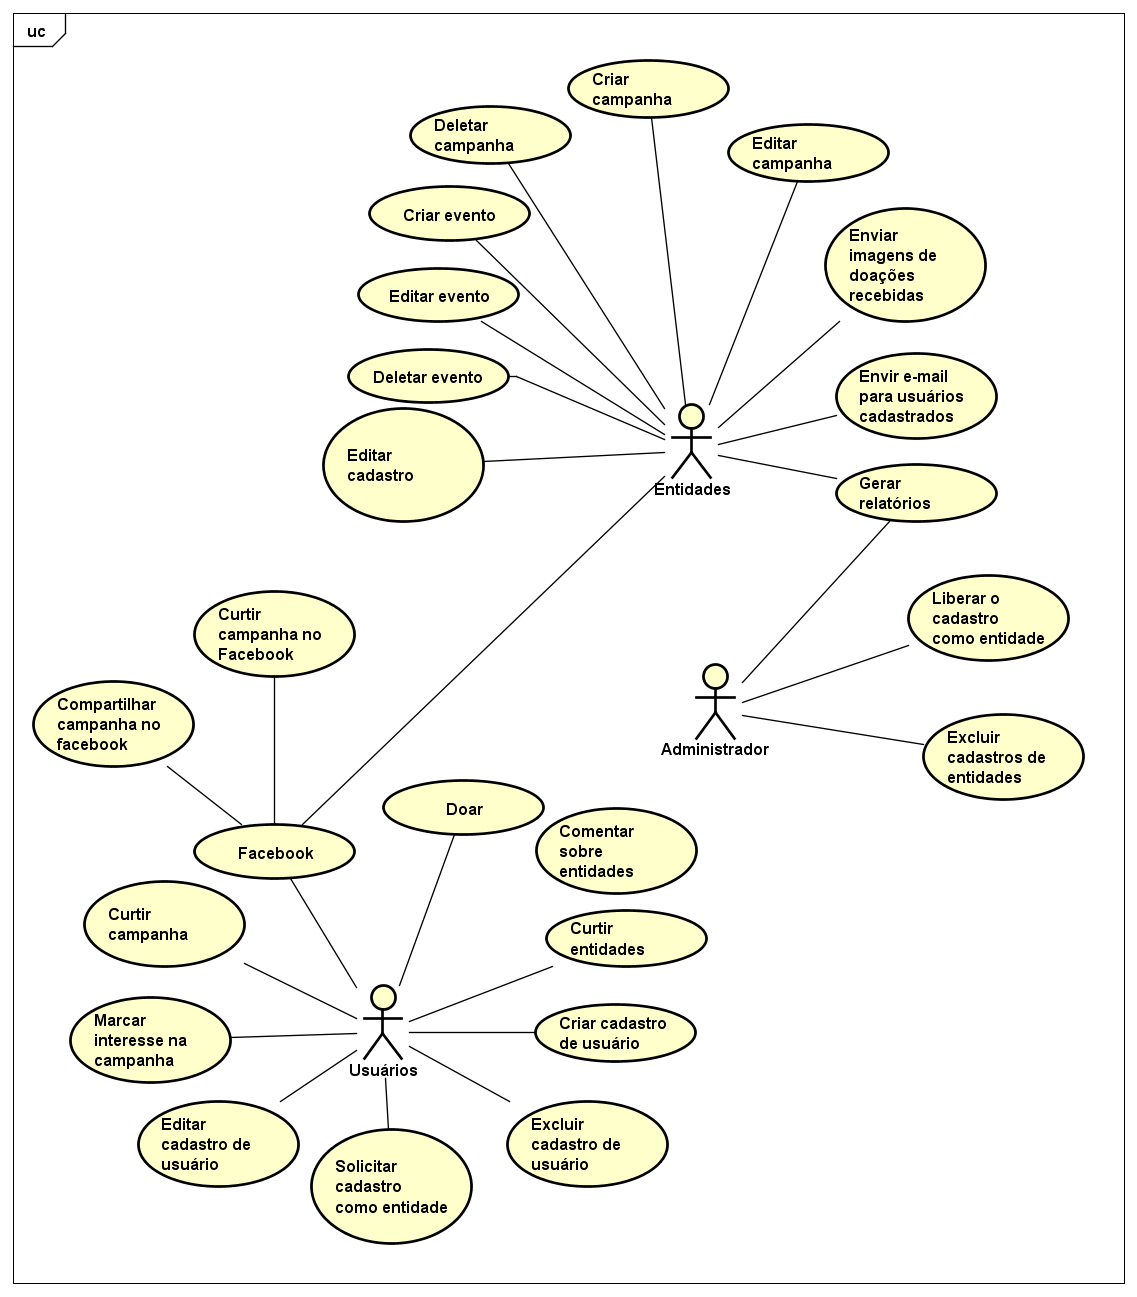 uc
Criar
campanha
Deletar
campanha
Editar
campanha
Criar evento
Enviar
imagens de
doações
recebidas
Editar evento
Deletar evento
Envir e-mail
para usuários
cadastrados
Editar
cadastro
Entidades
Gerar
relatórios
Curtir
campanha no
Facebook
Liberar o
cadastro
como entidade
Compartilhar
campanha no
facebook
Administrador
Excluir
cadastros de
entidades
Doar
Comentar
sobre
entidades
Facebook
Curtir
campanha
Curtir
entidades
Marcar
interesse na
campanha
Criar cadastro
de usuário
Usuários
Editar
cadastro de
usuário
Excluir
cadastro de
usuário
Solicitar
cadastro
como entidade